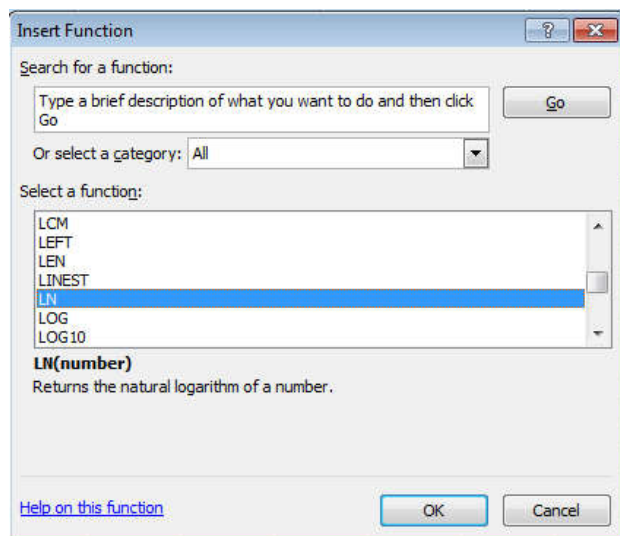 Insert Function
Search for a function:
Type a brief description of what you want to do and then click
Go
Go
Or select a category: All
Select a function:
LCM
LEFT
LEN
LINEST
LN
LOG
LOG10
LN(number)
Returns the natural logarithm of a number.
Help on this function
OK
Cancel